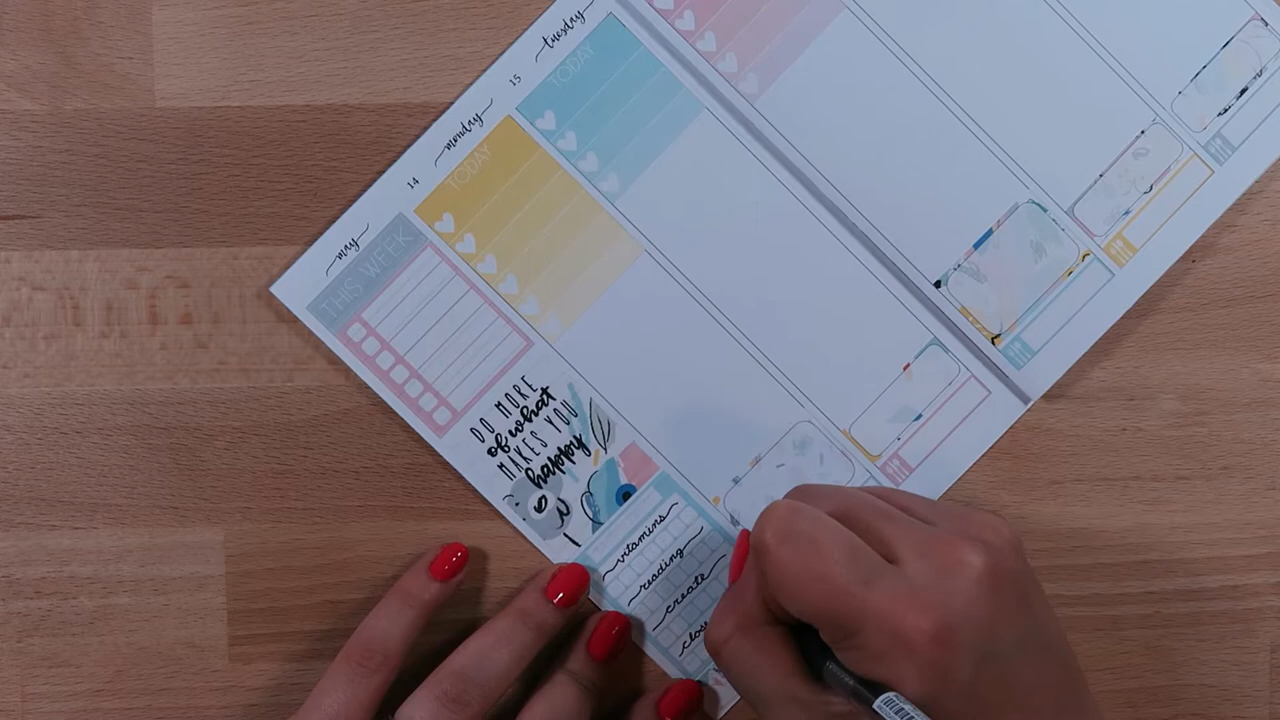 may
14
monday
15
tuesday
THIS WEEK
TODAY
TODAY
DO MORE
of what
MAKES YOU
happy
vitamins
reading
create